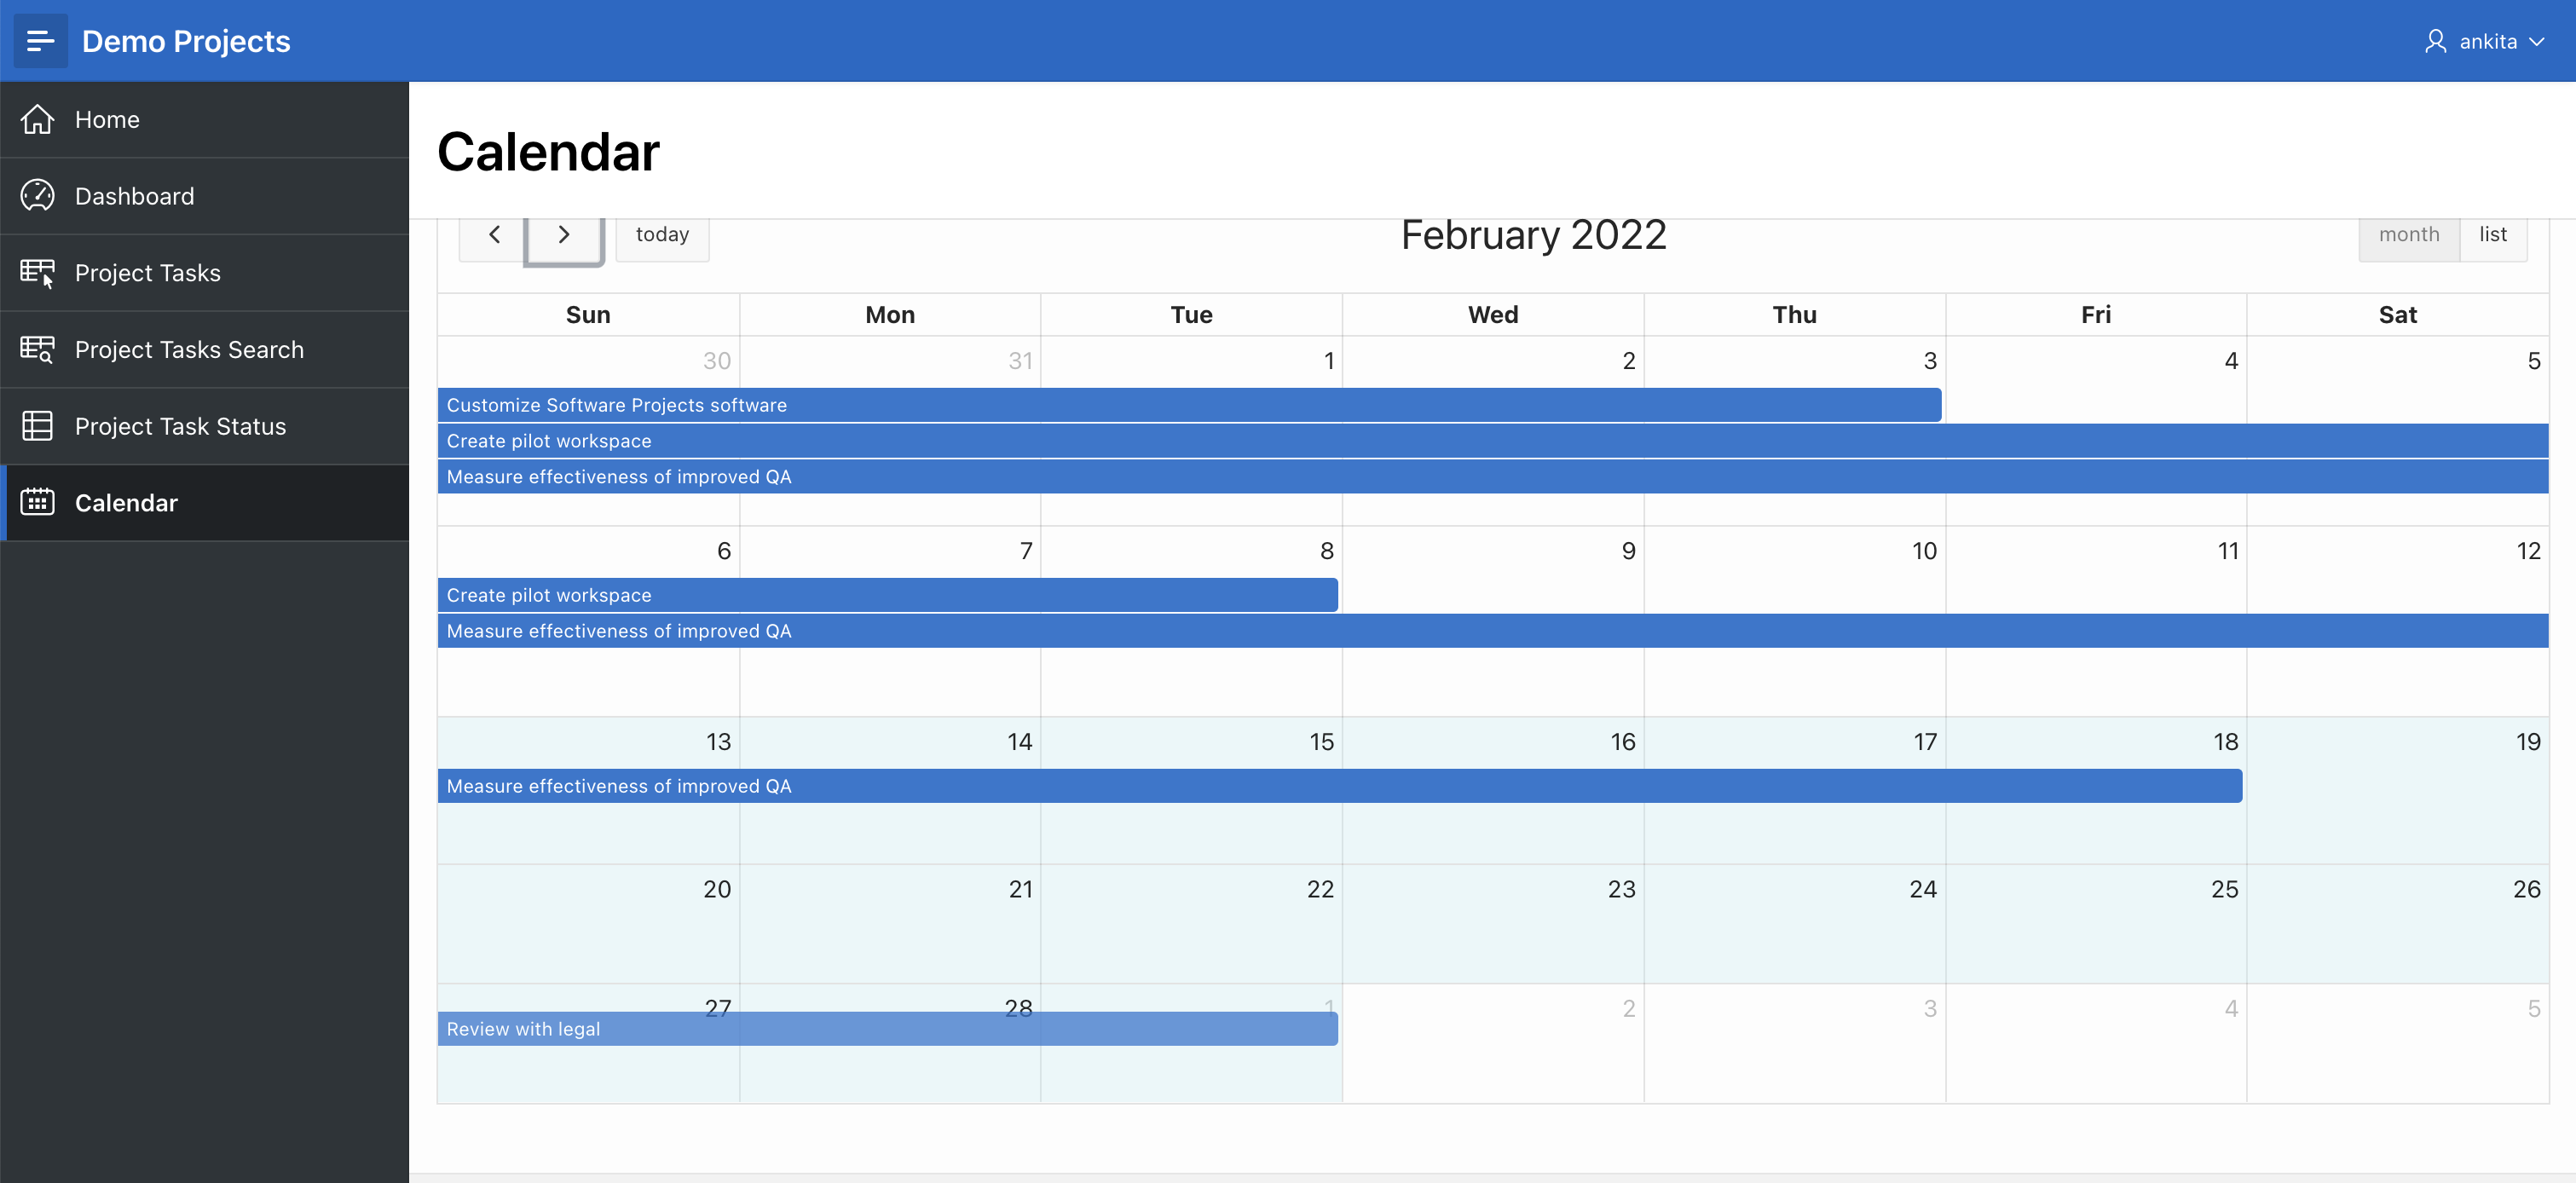 Demo Projects
ankita
Home
Dashboard
Project Tasks
Project Tasks Search
Project Task Status
Calendar
Calendar
today
February 2022
month list
Sun Mon Tue Wed Thu Fri Sat
30 31 1 2 3 4 5
Customize Software Projects software
Create pilot workspace
Measure effectiveness of improved QA
6 7 8 9 10 11 12
Create pilot workspace
Measure effectiveness of improved QA
13 14 15 16 17 18 19
Measure effectiveness of improved QA
20 21 22 23 24 25 26
27 28 1 2 3 4 5
Review with legal